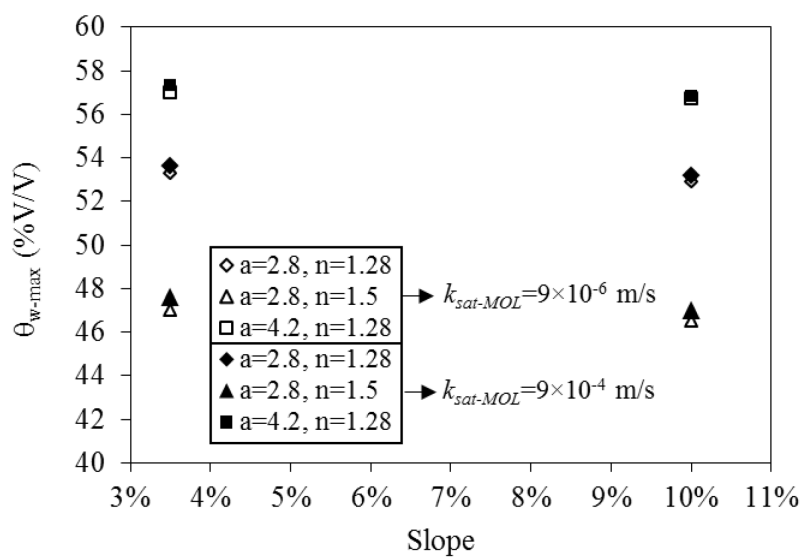 60
58
56
54
52
50
48
46
44
42
40
θw-max (%V/V)
a=2.8, n=1.28
a=2.8, n=1.5
a=4.2, n=1.28
ksat-MOL=9×10-6 m/s
a=2.8, n=1.28
a=2.8, n=1.5
a=4.2, n=1.28
ksat-MOL=9×10-4 m/s
3% 4% 5% 6% 7% 8% 9% 10% 11%
Slope